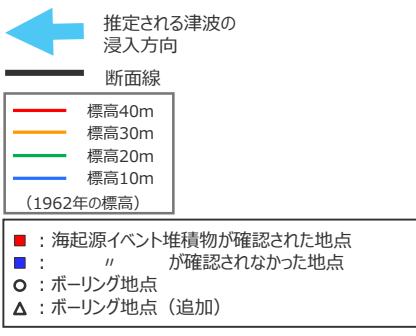 推定される津波の
浸入方向
断面線
標高40m
標高30m
標高20m
標高10m
（1962年の標高）
：海起源イベント堆積物が確認された地点
：　　〃　　が確認されなかった地点
：ボーリング地点
：ボーリング地点（追加）